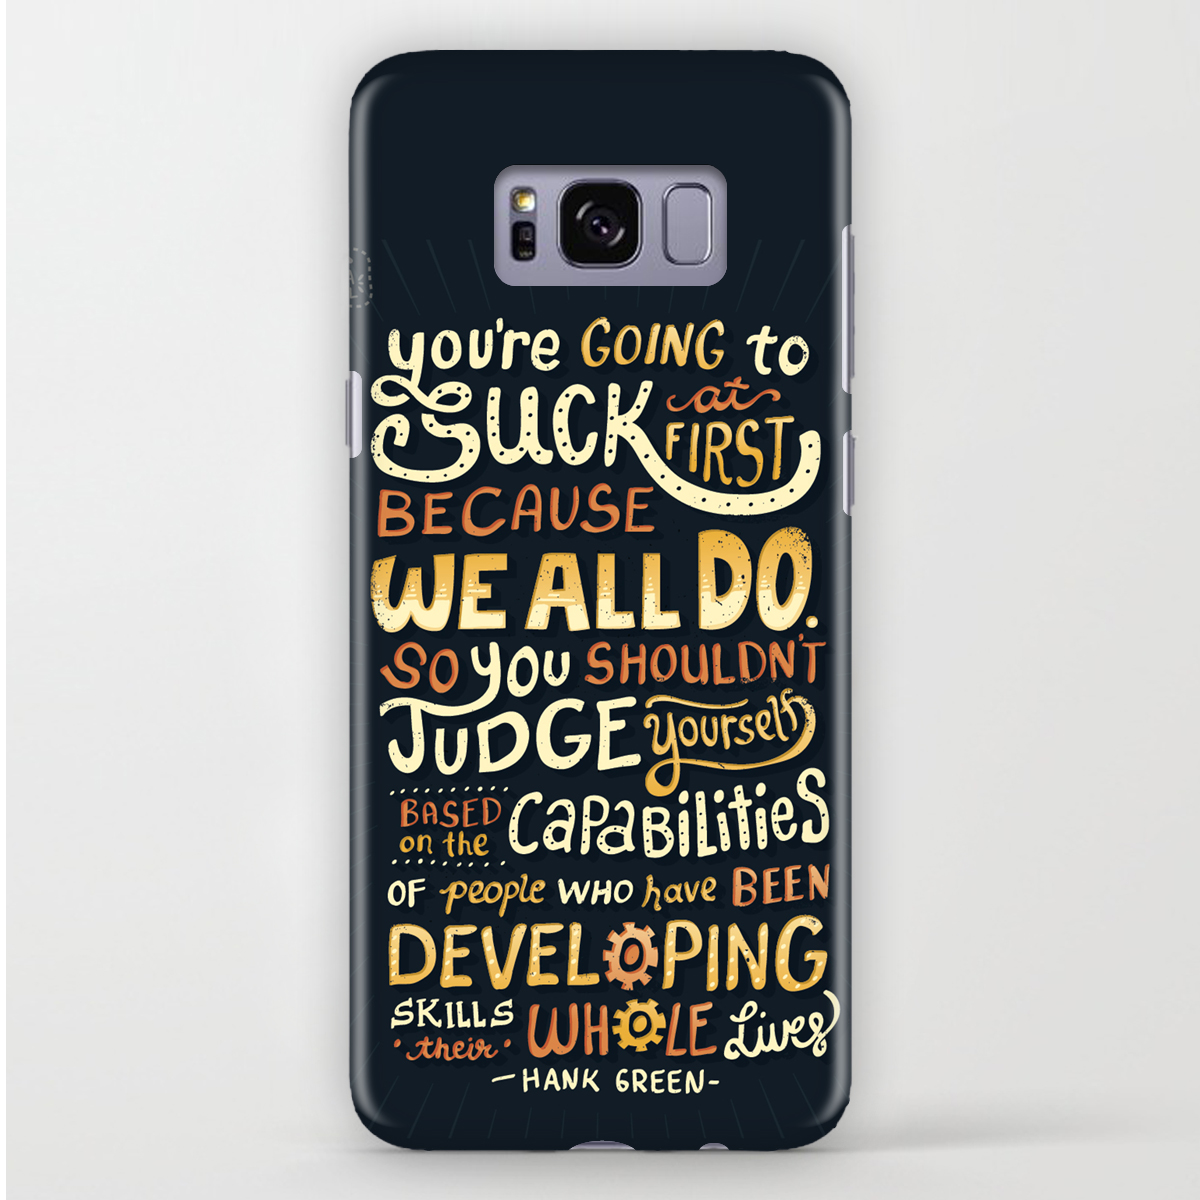 you're GOING to
SUCK at
FIRST
BECAUSE
WE ALL DO.
SO YOU SHOULDN'T
JUDGE yourself
BASED
on the CAPABILITIES
OF people WHO have BEEN
DEVELOPING
SKILLS
their WHOLE Lives
—HANK GREEN-